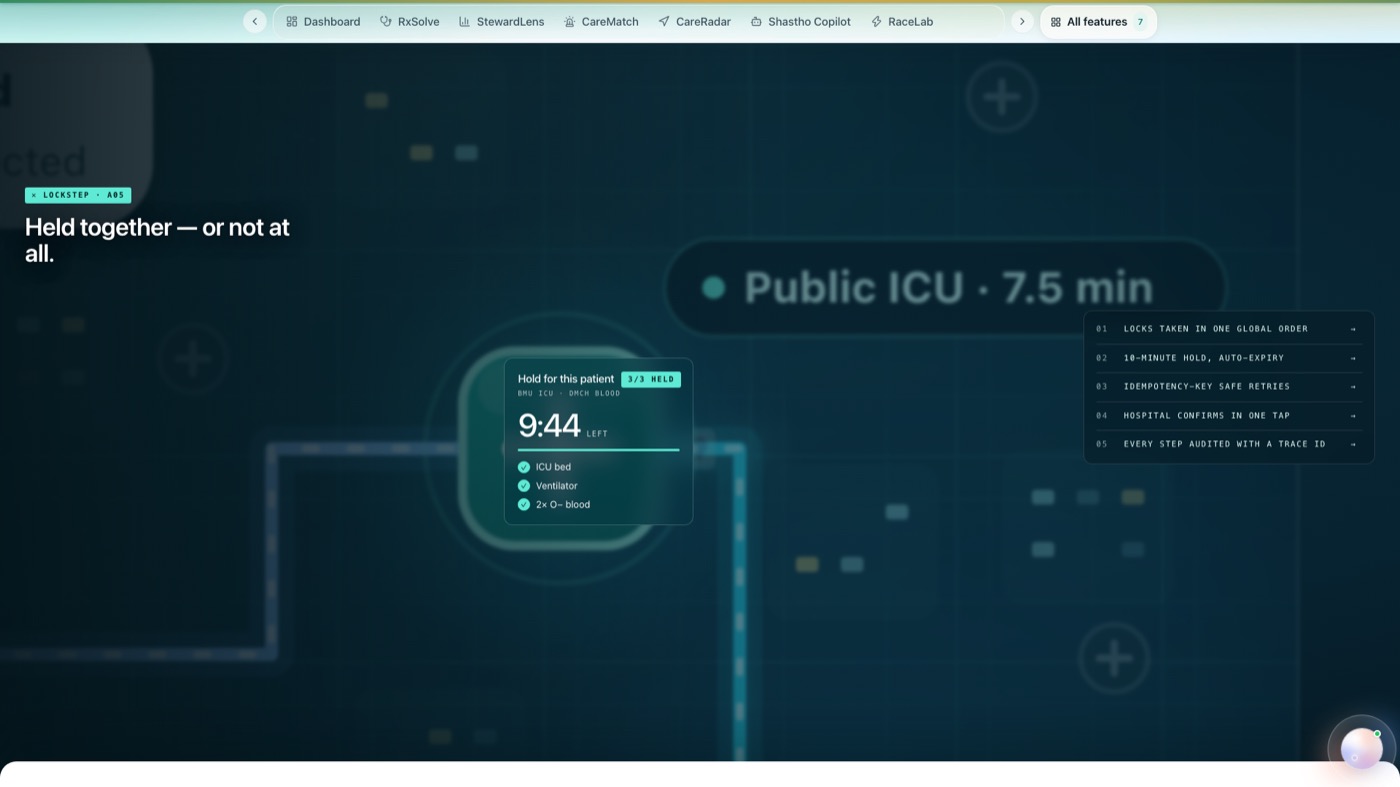 Dashboard
RxSolve
StewardLens
CareMatch
CareRadar
Shastho Copilot
RaceLab
All features 7
cted
× LOCKSTEP · A05
Held together — or not at
all.
Public ICU · 7.5 min
01 LOCKS TAKEN IN ONE GLOBAL ORDER →
02 10-MINUTE HOLD, AUTO-EXPIRY →
03 IDEMPOTENCY-KEY SAFE RETRIES →
04 HOSPITAL CONFIRMS IN ONE TAP →
05 EVERY STEP AUDITED WITH A TRACE ID →
Hold for this patient 3/3 HELD
BMU ICU · DMCH BLOOD
9:44 LEFT
ICU bed
Ventilator
2× O− blood